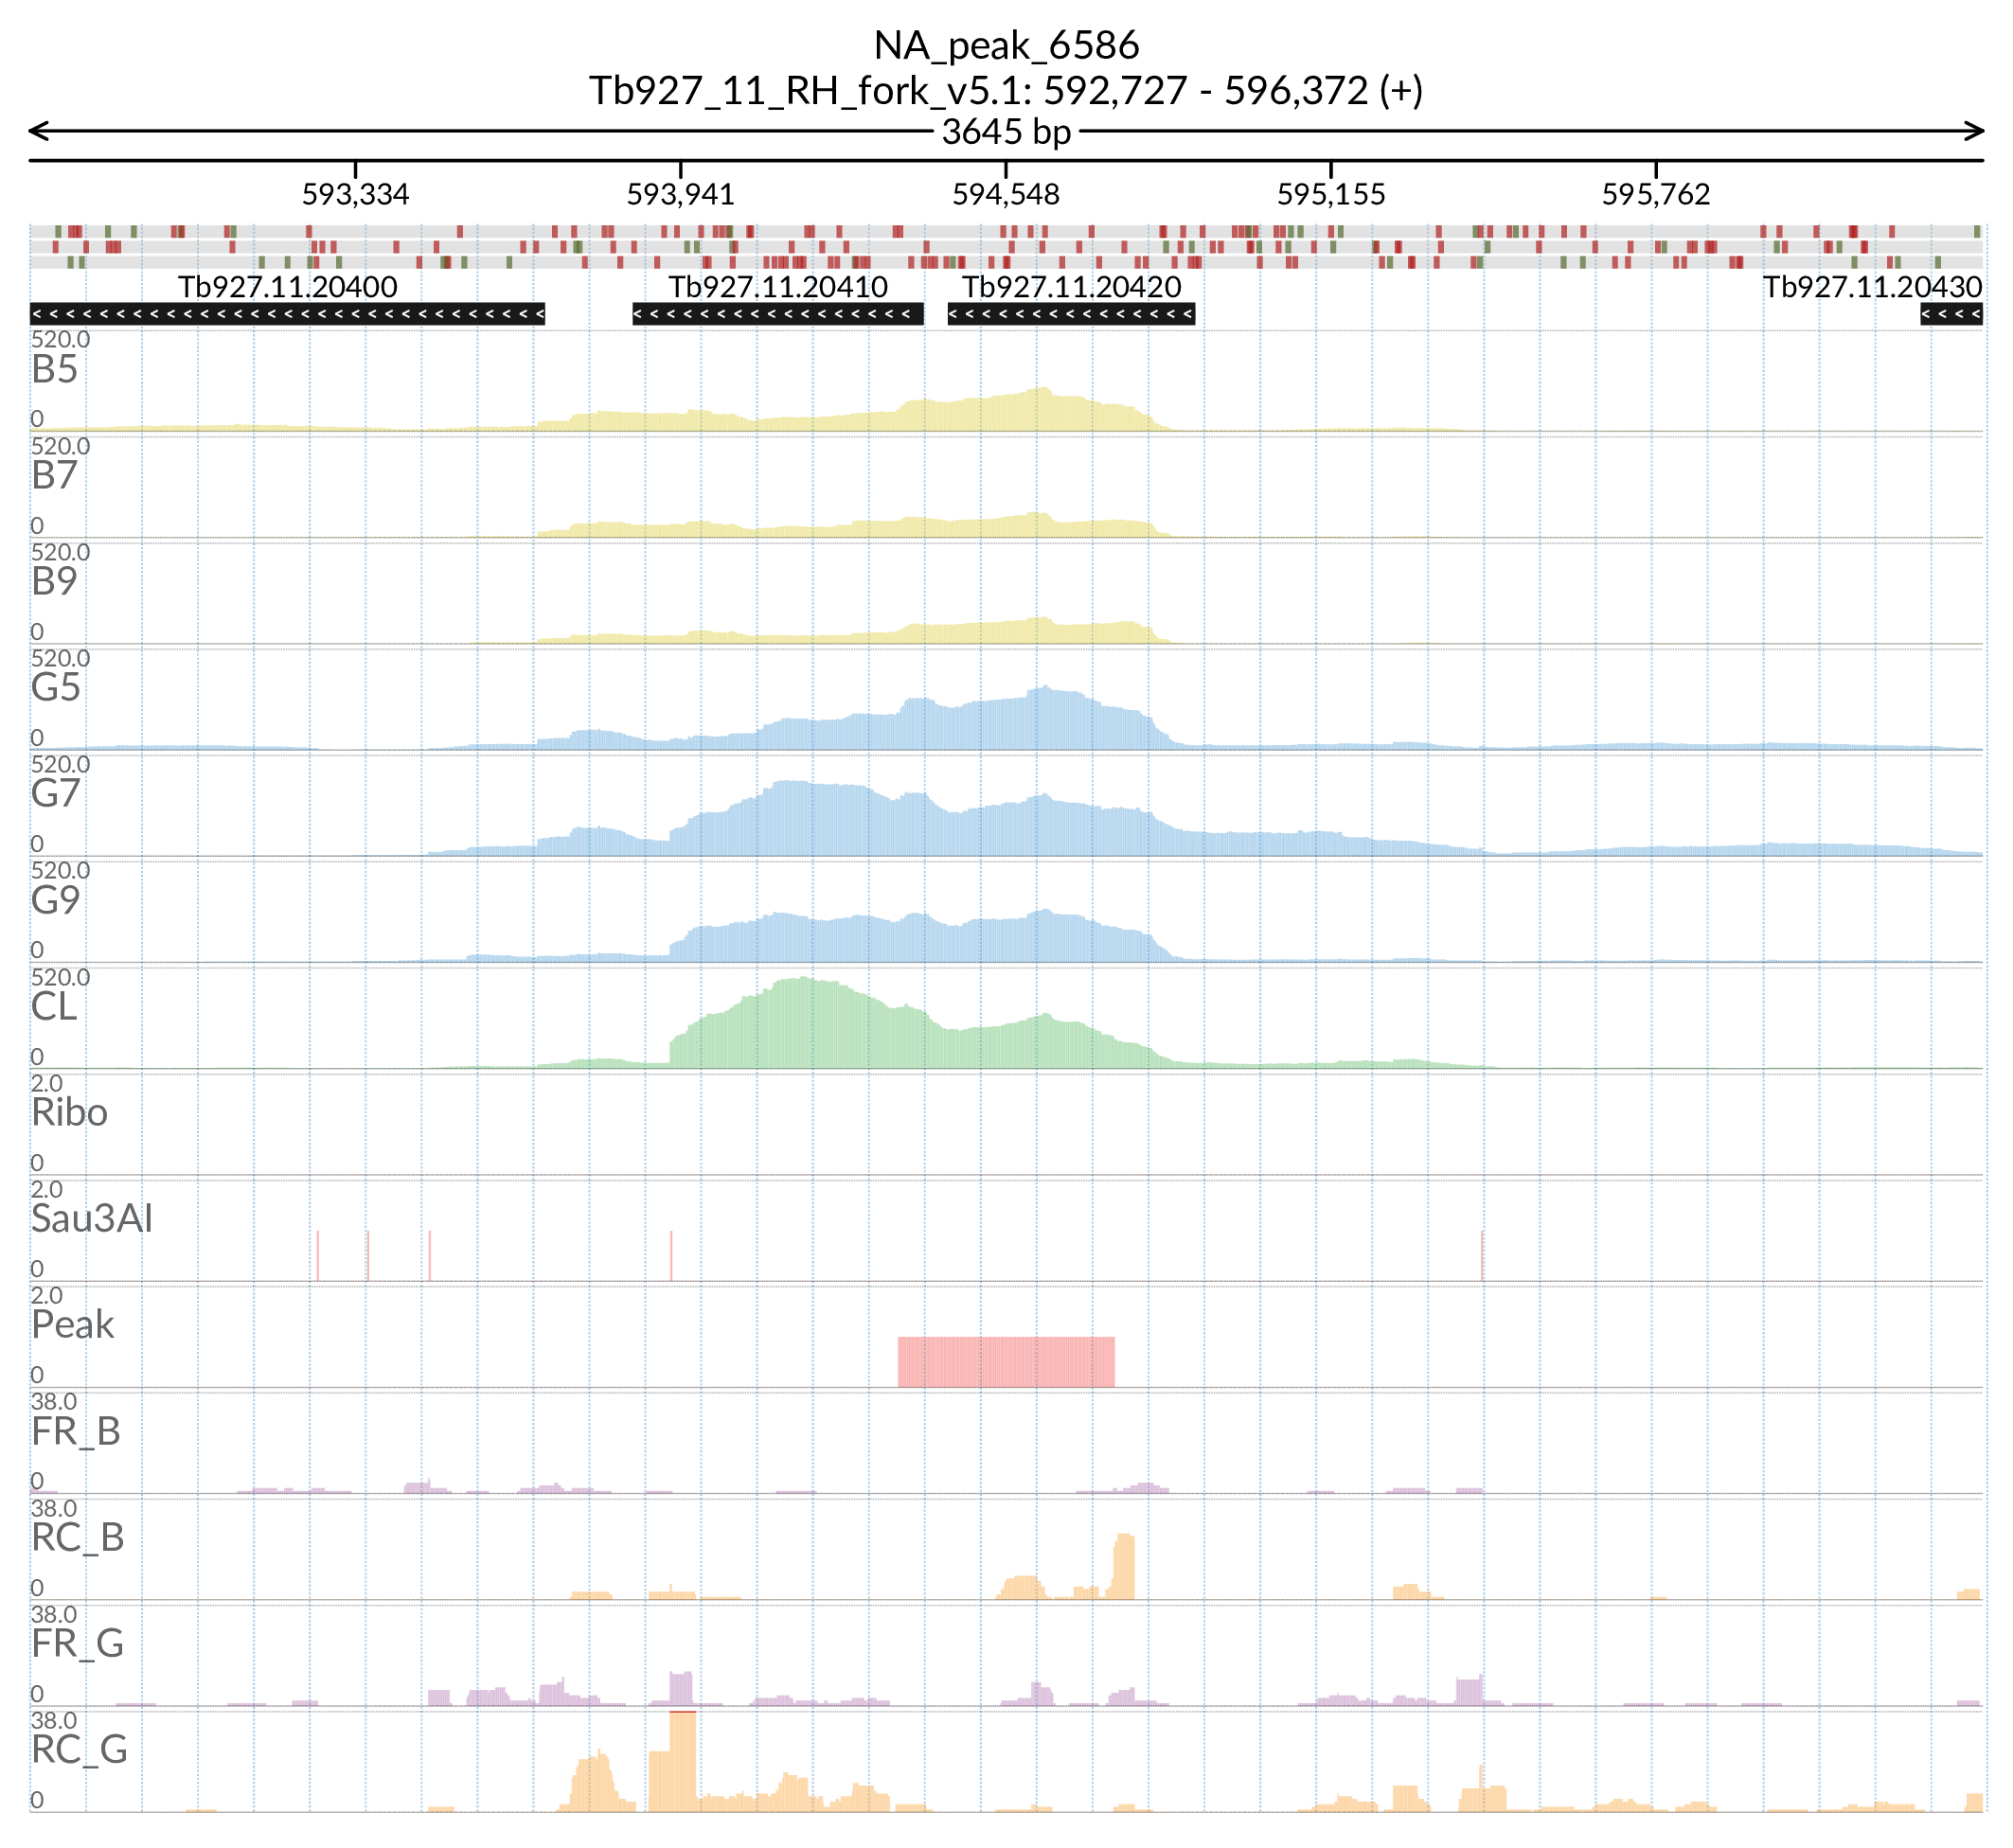 NA_peak_6586
Tb927_11_RH_fork_v5.1: 592,727 - 596,372 (+)
3645 bp
593,334 593,941 594,548 595,155 595,762
Tb927.11.20400 Tb927.11.20410 Tb927.11.20420 Tb927.11.20430
520.0
B5
0
520.0
B7
0
520.0
B9
0
520.0
G5
0
520.0
G7
0
520.0
G9
0
520.0
CL
0
2.0
Ribo
0
2.0
Sau3AI
0
2.0
Peak
0
38.0
FR_B
0
38.0
RC_B
0
38.0
FR_G
0
38.0
RC_G
0